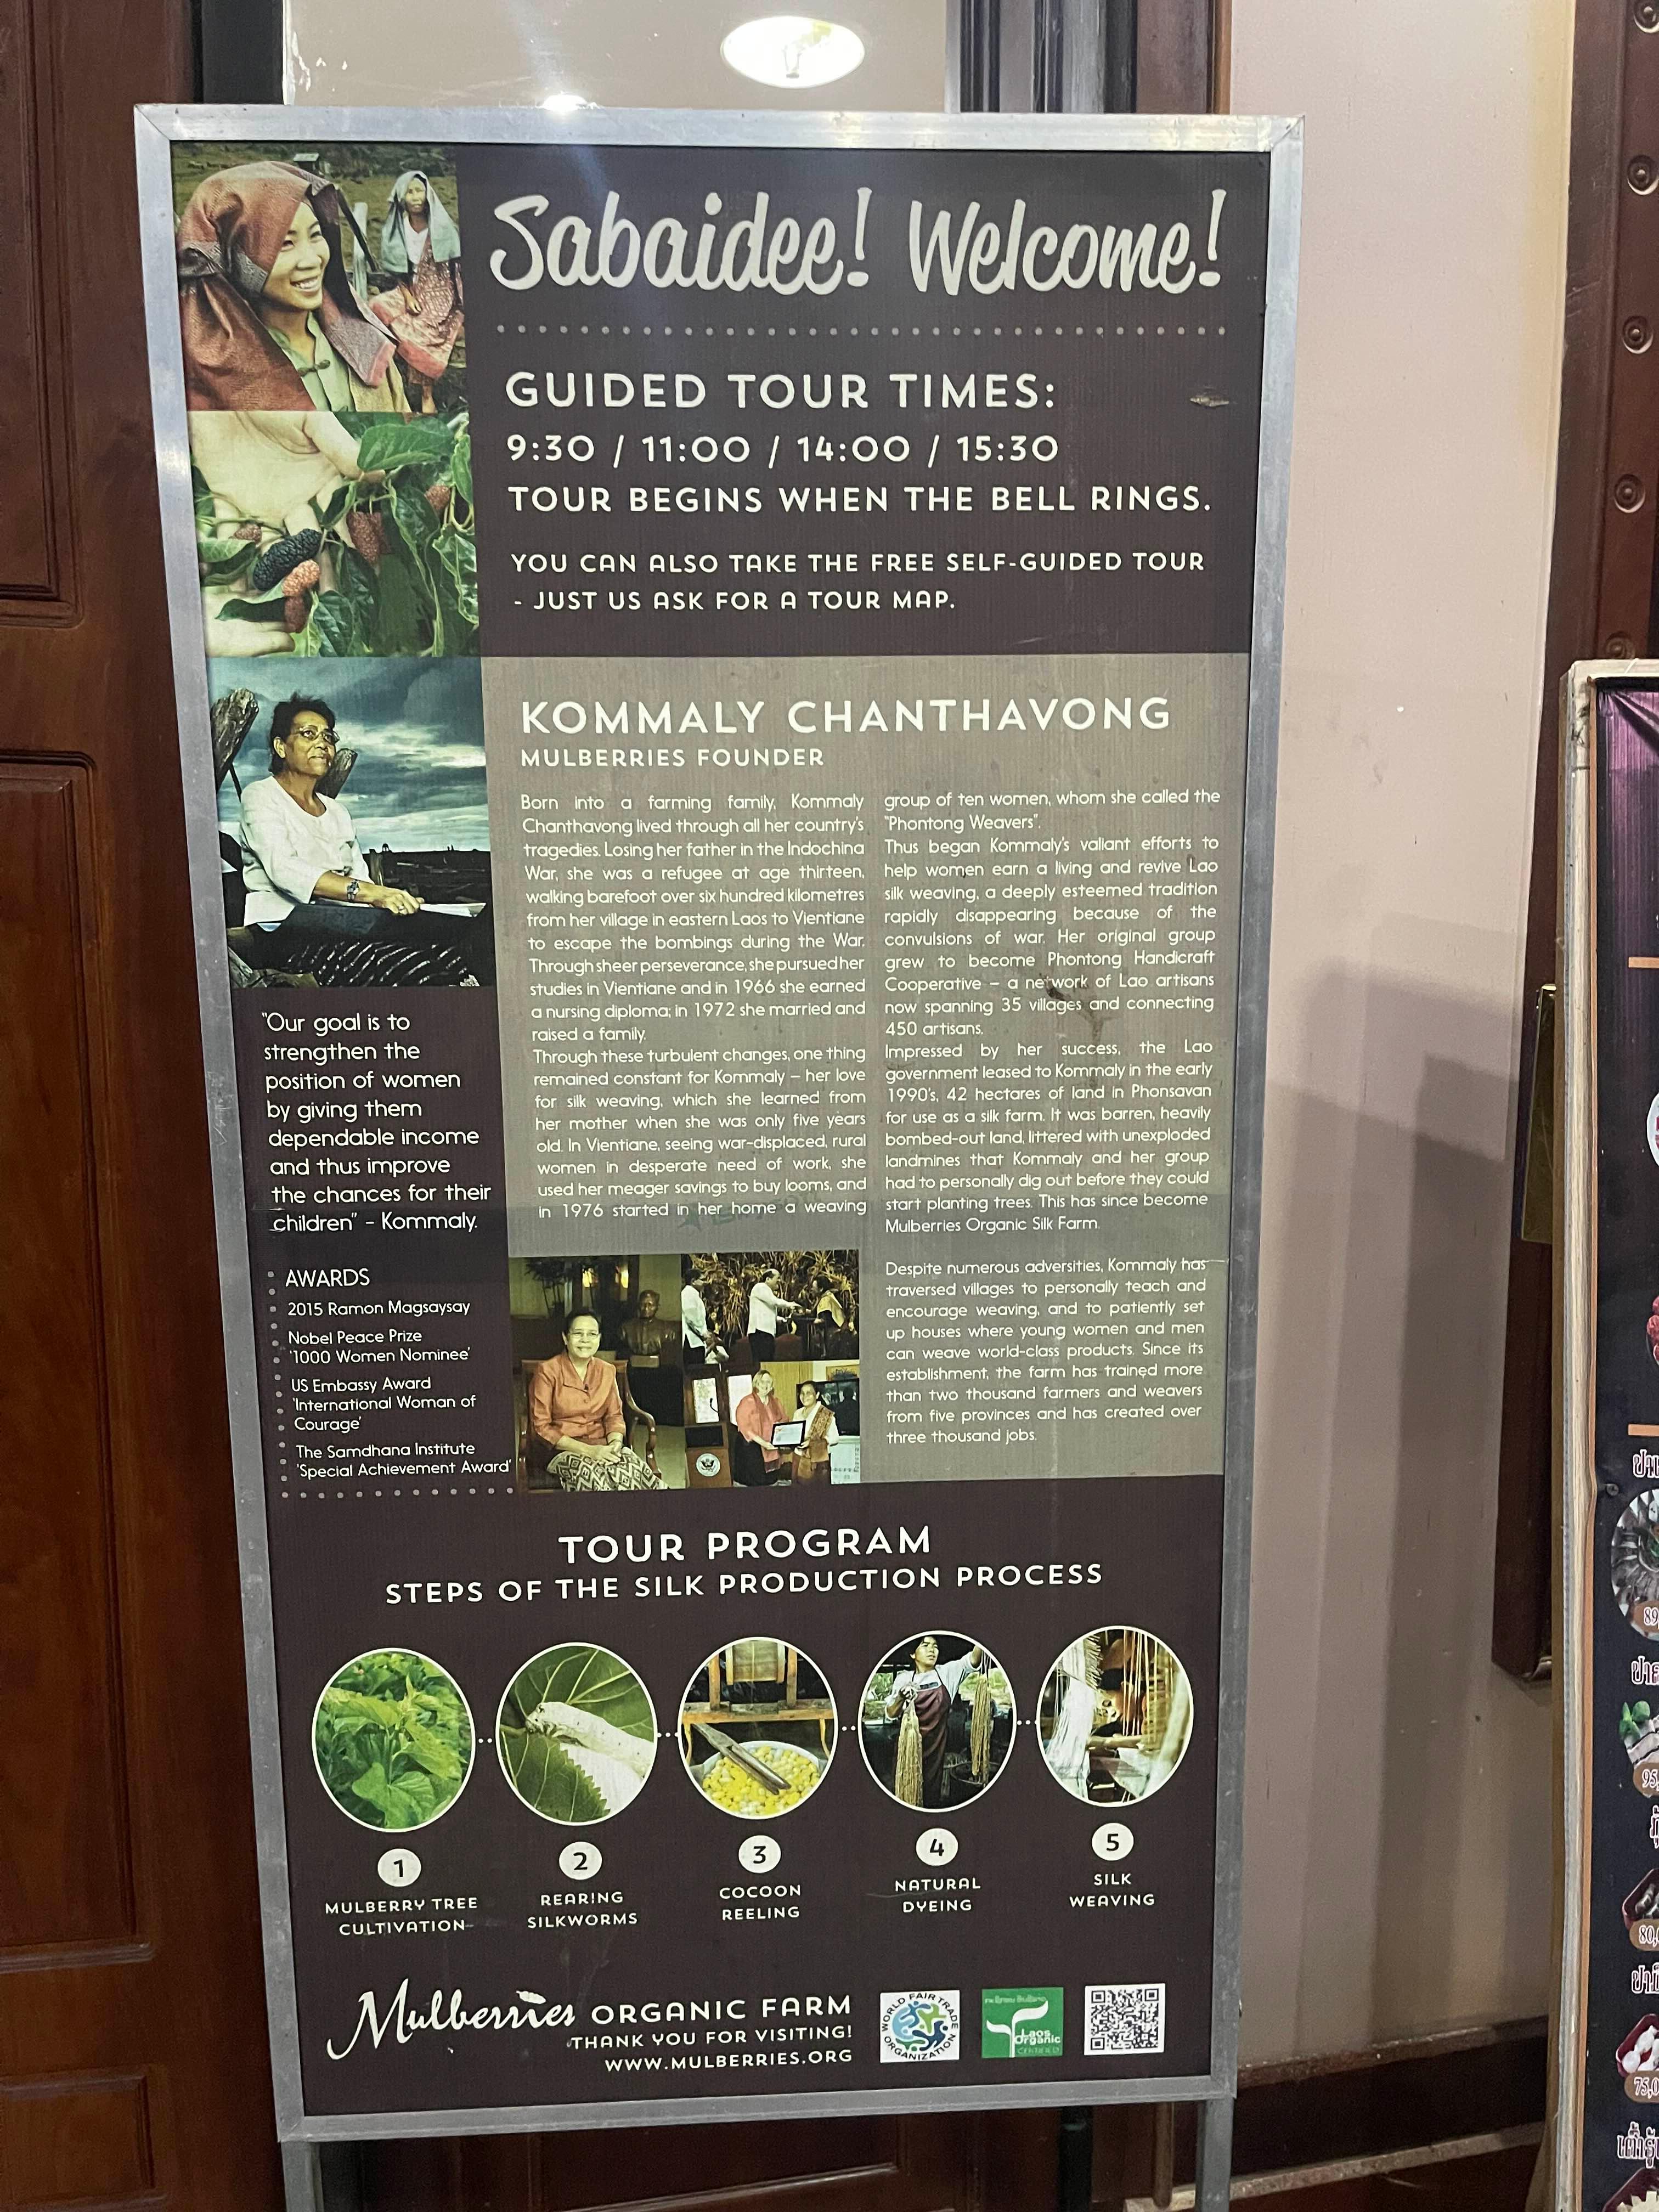 Sabaidee! Welcome!
GUIDED TOUR TIMES:
9:30 / 11:00 / 14:00 / 15:30
TOUR BEGINS WHEN THE BELL RINGS.
YOU CAN ALSO TAKE THE FREE SELF-GUIDED TOUR
- JUST US ASK FOR A TOUR MAP.
KOMMALY CHANTHAVONG
MULBERRIES FOUNDER
Born into a farming family, Kommaly
Chanthavong lived through all her country's
tragedies. Losing her father in the Indochina
War, she was a refugee at age thirteen,
walking barefoot over six hundred kilometres
from her village in eastern Laos to Vientiane
to escape the bombings during the War.
Through sheer perseverance, she pursued her
studies in Vientiane and in 1966 she earned
a nursing diploma; in 1972 she married and
raised a family.
Through these turbulent changes, one thing
remained constant for Kommaly – her love
for silk weaving, which she learned from
her mother when she was only five years
old. In Vientiane, seeing war-displaced, rural
women in desperate need of work, she
used her meager savings to buy looms, and
in 1976 started in her home a weaving
group of ten women, whom she called the
"Phontong Weavers".
Thus began Kommaly's valiant efforts to
help women earn a living and revive Lao
silk weaving, a deeply esteemed tradition
rapidly disappearing because of the
convulsions of war. Her original group
grew to become Phontong Handicraft
Cooperative – a network of Lao artisans
now spanning 35 villages and connecting
450 artisans.
Impressed by her success, the Lao
government leased to Kommaly in the early
1990's, 42 hectares of land in Phonsavan
for use as a silk farm. It was barren, heavily
bombed-out land, littered with unexploded
landmines that Kommaly and her group
had to personally dig out before they could
start planting trees. This has since become
Mulberries Organic Silk Farm.
Despite numerous adversities, Kommaly has
traversed villages to personally teach and
encourage weaving, and to patiently set
up houses where young women and men
can weave world-class products. Since its
establishment, the farm has trained more
than two thousand farmers and weavers
from five provinces and has created over
three thousand jobs.
"Our goal is to
strengthen the
position of women
by giving them
dependable income
and thus improve
the chances for their
children" - Kommaly.
AWARDS
2015 Ramon Magsaysay
Nobel Peace Prize
'1000 Women Nominee'
US Embassy Award
'International Woman of
Courage'
The Samdhana Institute
'Special Achievement Award'
TOUR PROGRAM
STEPS OF THE SILK PRODUCTION PROCESS
1
MULBERRY TREE
CULTIVATION
2
REARING
SILKWORMS
3
COCOON
REELING
4
NATURAL
DYEING
5
SILK
WEAVING
Mulberries ORGANIC FARM
THANK YOU FOR VISITING!
WWW.MULBERRIES.ORG
WORLD FAIR TRADE ORGANIZATION
Laos
Organic
CERTIFIED